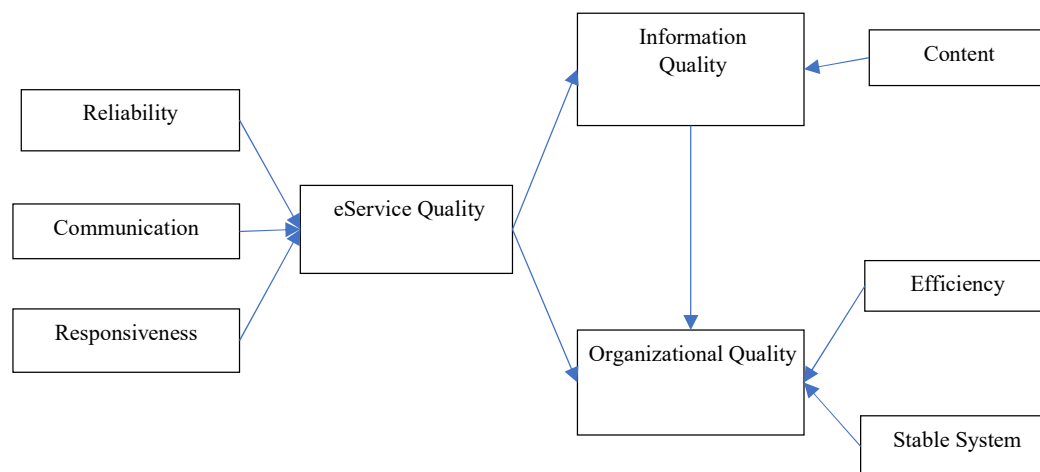 Information
Quality
Content
Reliability
eService Quality
Communication
Efficiency
Responsiveness
Organizational Quality
Stable System